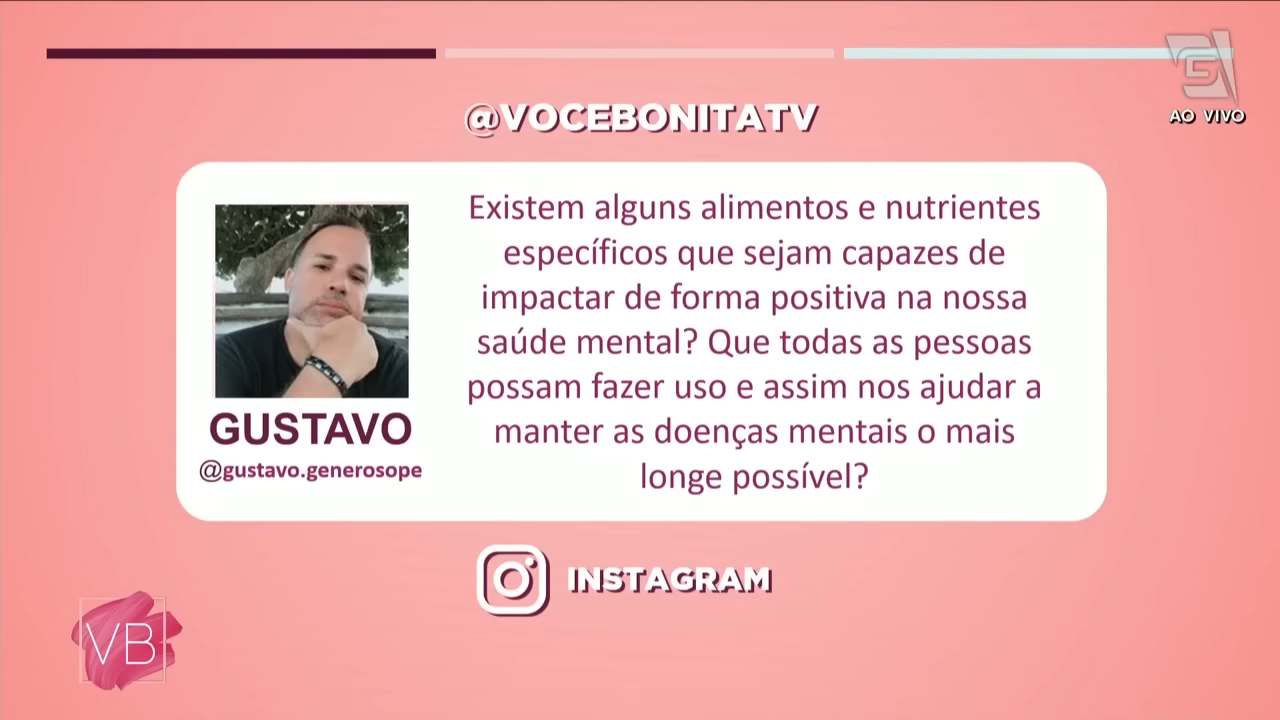 @VOCEBONITATV
G
AO VIVO
Existem alguns alimentos e nutrientes
específicos que sejam capazes de
impactar de forma positiva na nossa
saúde mental? Que todas as pessoas
possam fazer uso e assim nos ajudar a
manter as doenças mentais o mais
longe possível?
GUSTAVO
@gustavo.generosope
INSTAGRAM
VB